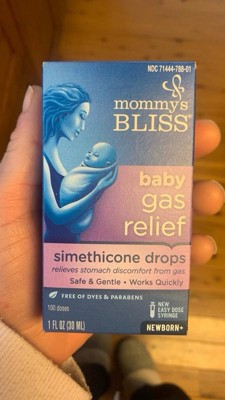 NDC 71444-788-01
mommy's
BLISS
baby
gas
relief
simethicone drops
relieves stomach discomfort from gas
Safe & Gentle • Works Quickly
FREE OF DYES & PARABENS
100 doses
1 FL OZ (30 ML)
NEW
EASY DOSE
SYRINGE
NEWBORN+